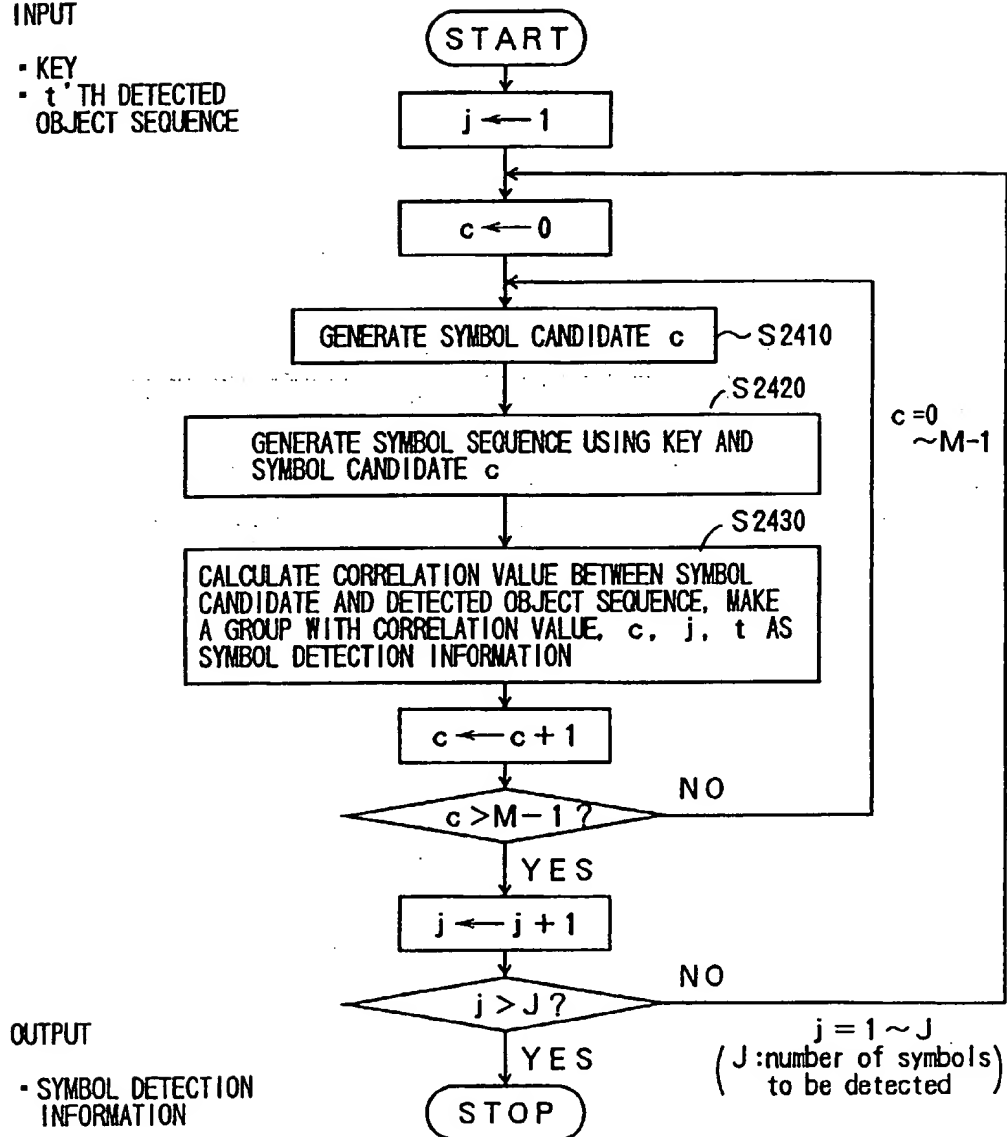 INPUT
- KEY
- t'TH DETECTED
OBJECT SEQUENCE
START
j ← 1
c ← 0
GENERATE SYMBOL CANDIDATE c
S2410
S2420
GENERATE SYMBOL SEQUENCE USING KEY AND
SYMBOL CANDIDATE c
c=0
~M-1
S2430
CALCULATE CORRELATION VALUE BETWEEN SYMBOL
CANDIDATE AND DETECTED OBJECT SEQUENCE, MAKE
A GROUP WITH CORRELATION VALUE, c, j, t AS
SYMBOL DETECTION INFORMATION
c ← c + 1
c > M - 1 ?
NO
YES
j ← j + 1
j > J ?
NO
YES
j = 1 ~ J
(J:number of symbols
to be detected)
OUTPUT
- SYMBOL DETECTION
INFORMATION
STOP